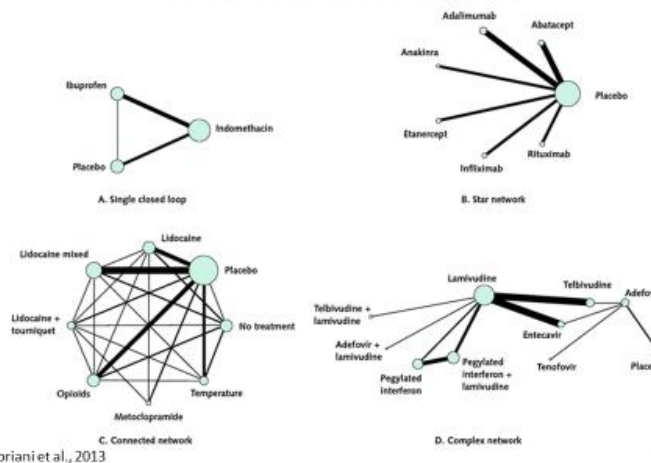 Ibuprofen
Indomethacin
Placebo
A. Single closed loop
Adalimumab
Abatacept
Anakinra
Placebo
Etanercept
Rituximab
Infliximab
B. Star network
Lidocaine
Lidocaine mixed
Placebo
Lidocaine +
tourniquet
No treatment
Opioids
Temperature
Metoclopramide
C. Connected network
Lamivudine
Telbivudine
Adefov
Telbivudine +
lamivudine
Entecavir
Adefovir +
lamivudine
Tenofovir
Place
Pegylated
interferon
Pegylated
interferon +
lamivudine
D. Complex network
priani et al., 2013